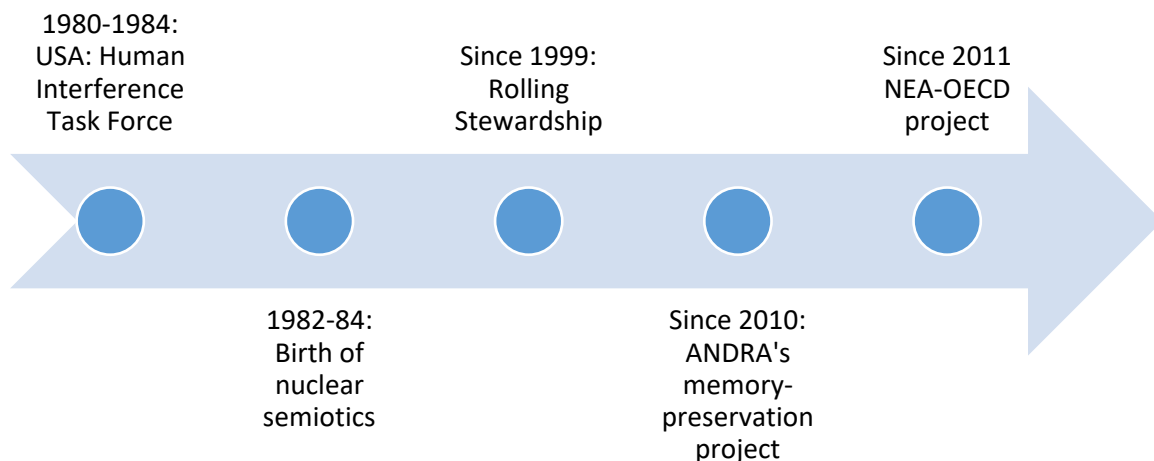 1980-1984:
USA: Human
Interference
Task Force
1982-84:
Birth of
nuclear
semiotics
Since 1999:
Rolling
Stewardship
Since 2010:
ANDRA's
memory-
preservation
project
Since 2011
NEA-OECD
project